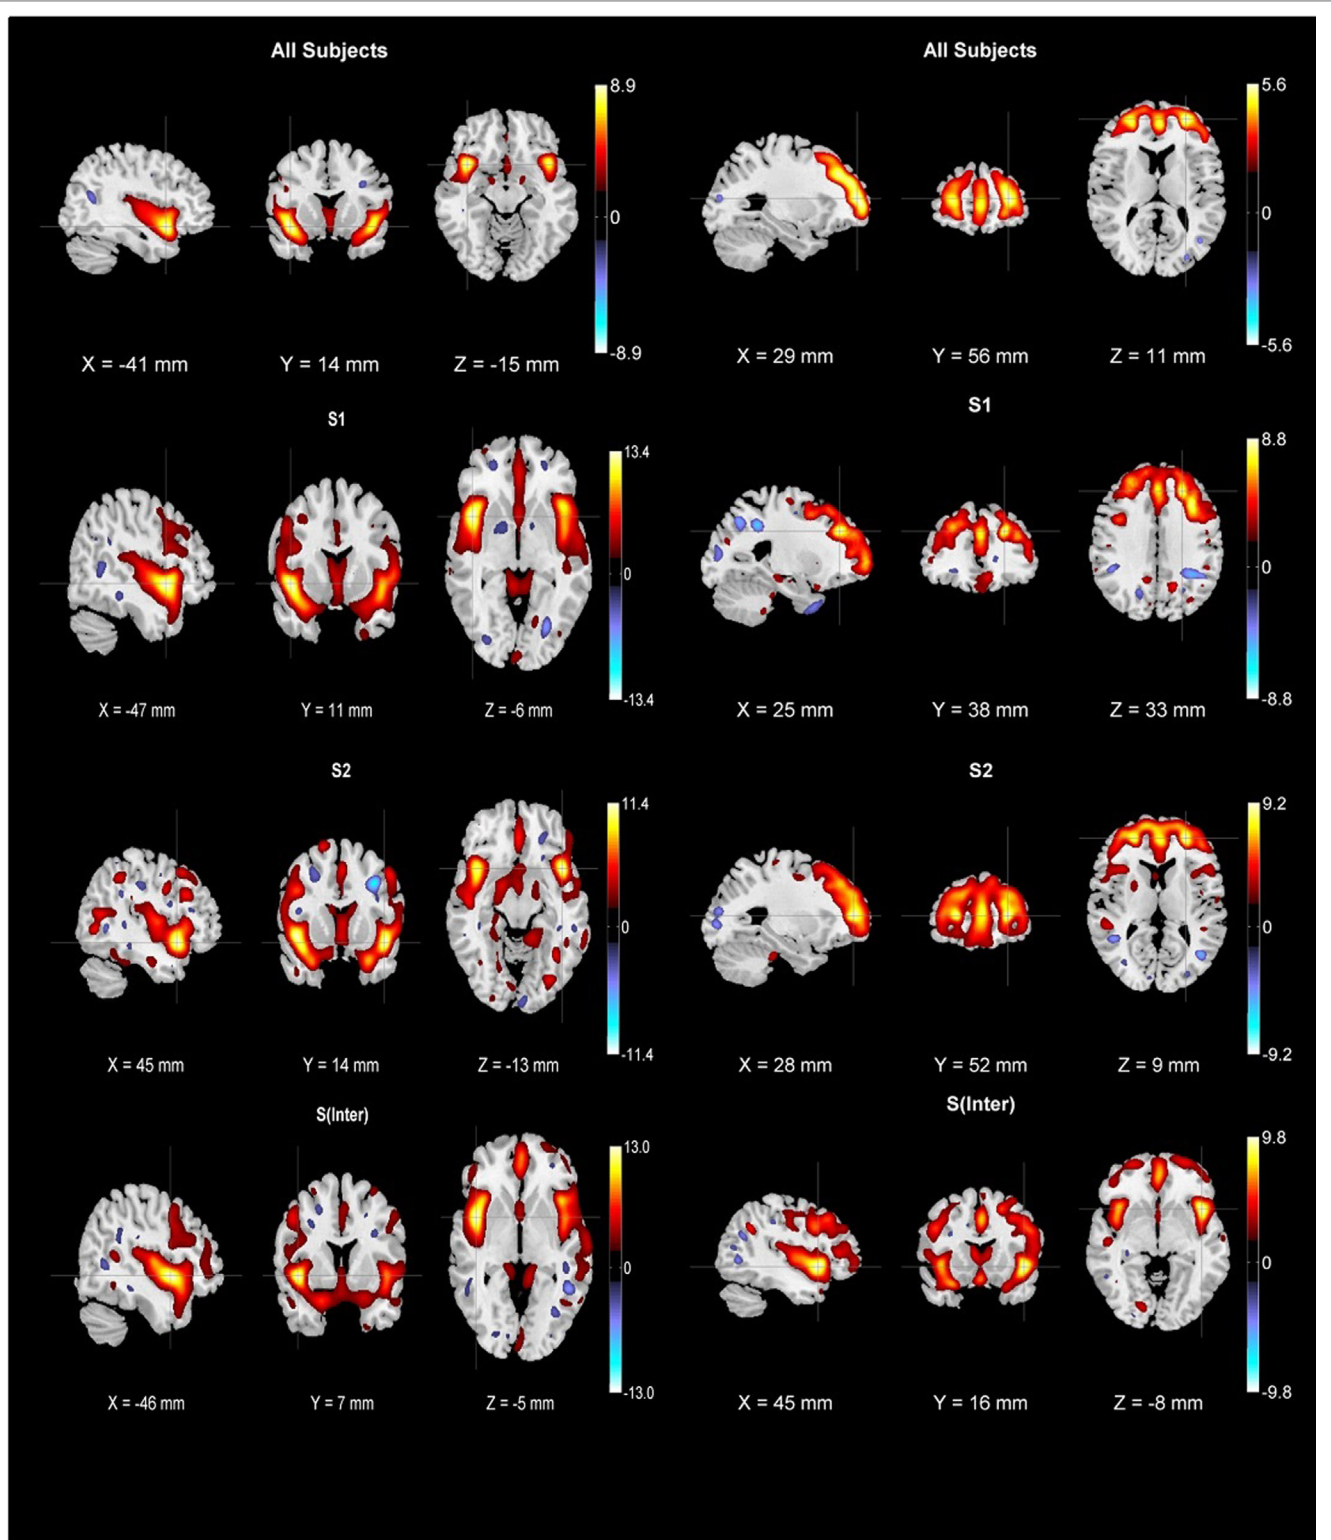 All Subjects
8.9
0
-8.9
X = -41 mm Y = 14 mm Z = -15 mm
All Subjects
5.6
0
-5.6
X = 29 mm Y = 56 mm Z = 11 mm
S1
13.4
0
-13.4
X = -47 mm Y = 11 mm Z = -6 mm
S1
8.8
0
-8.8
X = 25 mm Y = 38 mm Z = 33 mm
S2
11.4
0
-11.4
X = 45 mm Y = 14 mm Z = -13 mm
S2
9.2
0
-9.2
X = 28 mm Y = 52 mm Z = 9 mm
S(Inter)
13.0
0
-13.0
X = -46 mm Y = 7 mm Z = -5 mm
S(Inter)
9.8
0
-9.8
X = 45 mm Y = 16 mm Z = -8 mm